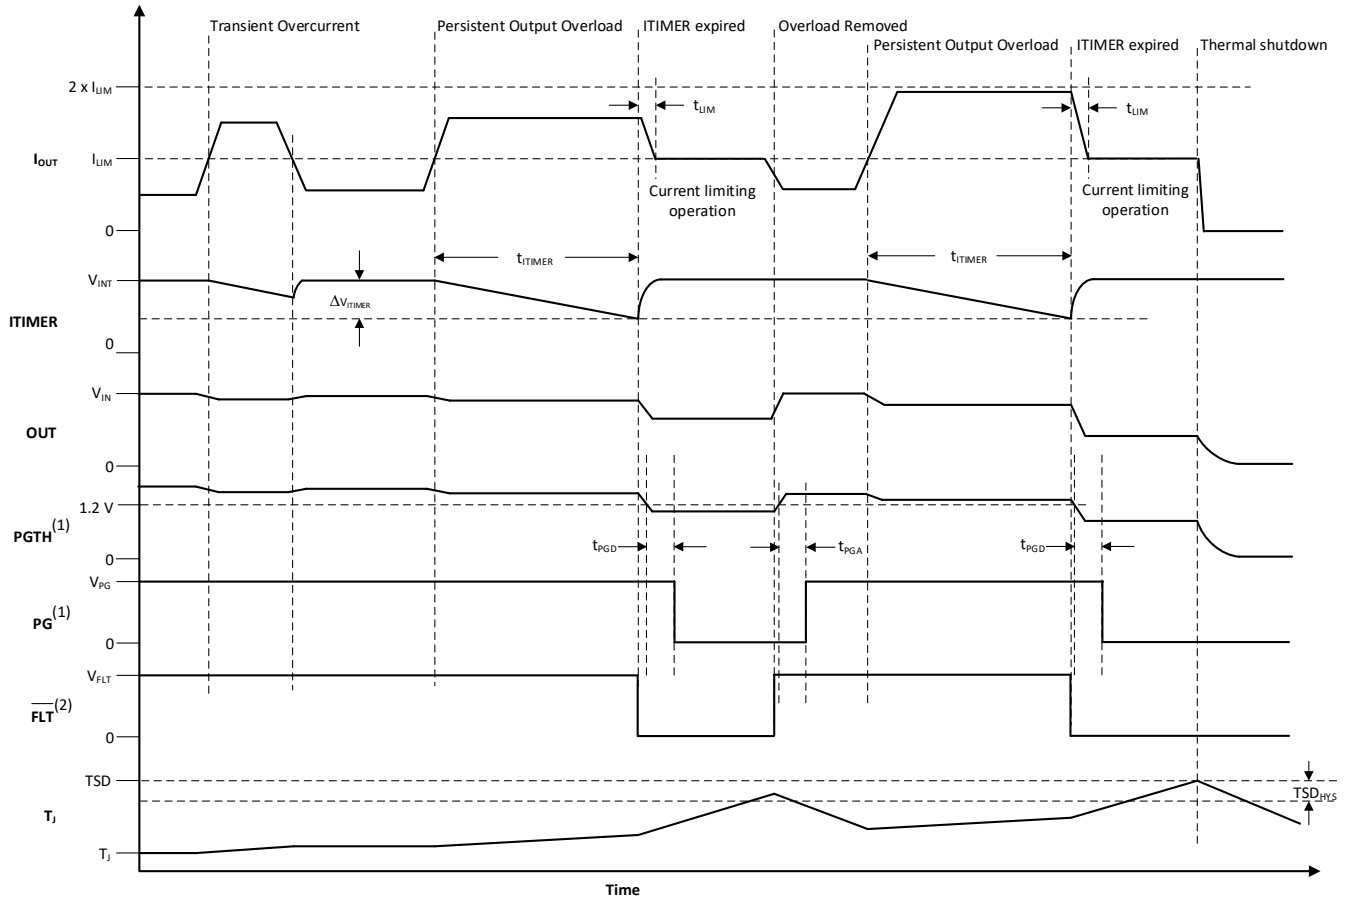 Transient Overcurrent
Persistent Output Overload
ITIMER expired
Overload Removed
Persistent Output Overload
ITIMER expired
Thermal shutdown
2 x ILIM
tLIM
tLIM
IOUT
ILIM
Current limiting
operation
Current limiting
operation
0
tITIMER
tITIMER
VINT
ΔVITIMER
ITIMER
0
VIN
OUT
0
1.2 V
PGTH(1)
tPGD
tPGA
tPGD
0
VPG
PG(1)
0
VFLT
FLT(2)
0
TSD
TSDHYS
TJ
TJ
Time